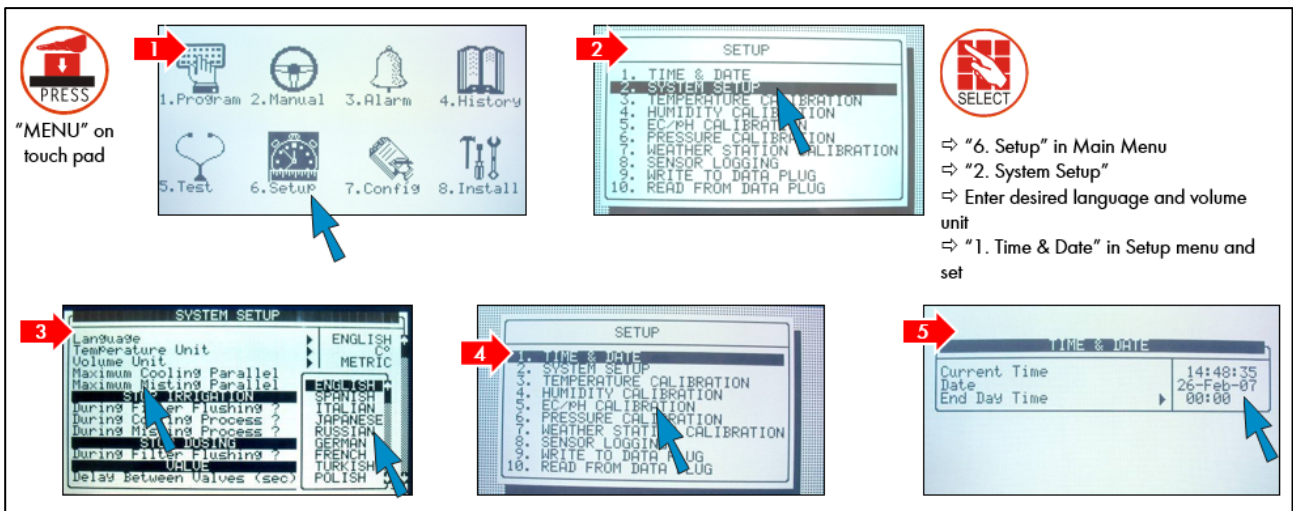 PRESS
"MENU" on
touch pad
1
1.Program 2.Manual 3.Alarm 4.History
5.Test 6.Setup 7.Config 8.Install
2
SETUP
1. TIME & DATE
2. SYSTEM SETUP
3. TEMPERATURE CALIBRATION
4. HUMIDITY CALIBRATION
5. EC/PH CALIBRATION
6. PRESSURE CALIBRATION
7. WEATHER STATION CALIBRATION
8. SENSOR LOGGING
9. WRITE TO DATA PLUG
10. READ FROM DATA PLUG
SELECT
⇨ "6. Setup" in Main Menu
⇨ "2. System Setup"
⇨ Enter desired language and volume
unit
⇨ "1. Time & Date" in Setup menu and
set
3
SYSTEM SETUP
Language ENGLISH
Temperature Unit C°
Volume Unit METRIC
Maximum Cooling Parallel
Maximum Misting Parallel
STOP IRRIGATION
During Filter Flushing ?
During Cooling Process ?
During Misting Process ?
STOP DOSING
During Filter Flushing ?
VALVE
Delay Between Valves (sec)
ENGLISH
SPANISH
ITALIAN
JAPANESE
RUSSIAN
GERMAN
FRENCH
TURKISH
POLISH
4
SETUP
1. TIME & DATE
2. SYSTEM SETUP
3. TEMPERATURE CALIBRATION
4. HUMIDITY CALIBRATION
5. EC/PH CALIBRATION
6. PRESSURE CALIBRATION
7. WEATHER STATION CALIBRATION
8. SENSOR LOGGING
9. WRITE TO DATA PLUG
10. READ FROM DATA PLUG
5
TIME & DATE
Current Time 14:48:35
Date 26-Feb-07
End Day Time 00:00